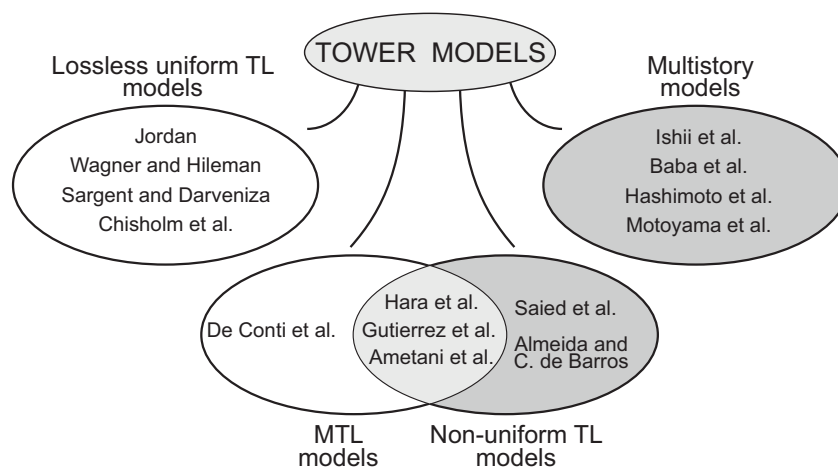 TOWER MODELS
Lossless uniform TL
models
Jordan
Wagner and Hileman
Sargent and Darveniza
Chisholm et al.
Multistory
models
Ishii et al.
Baba et al.
Hashimoto et al.
Motoyama et al.
De Conti et al.
Hara et al.
Gutierrez et al.
Ametani et al.
Saied et al.
Almeida and
C. de Barros
MTL
models
Non-uniform TL
models